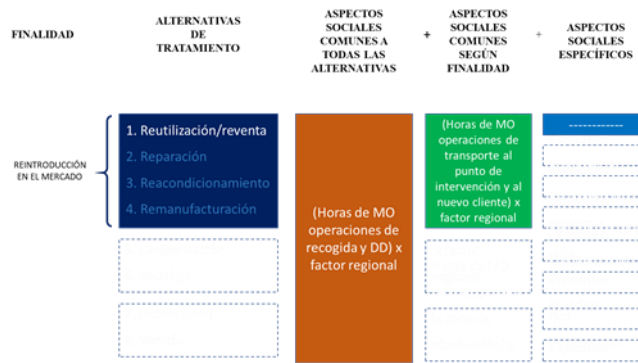 FINALIDAD
ALTERNATIVAS
DE
TRATAMIENTO
ASPECTOS
SOCIALES
COMUNES A
TODAS LAS
ALTERNATIVAS
+
ASPECTOS
SOCIALES
COMUNES
SEGÚN
FINALIDAD
+
ASPECTOS
SOCIALES
ESPECÍFICOS
REINTRODUCCIÓN
EN EL MERCADO
1. Reutilización/reventa
2. Reparación
3. Reacondicionamiento
4. Remanufacturación
(Horas de MO
operaciones de
recogida y DD) x
factor regional
(Horas de MO
operaciones de
transporte al
punto de
intervención y al
nuevo cliente) x
factor regional
------------